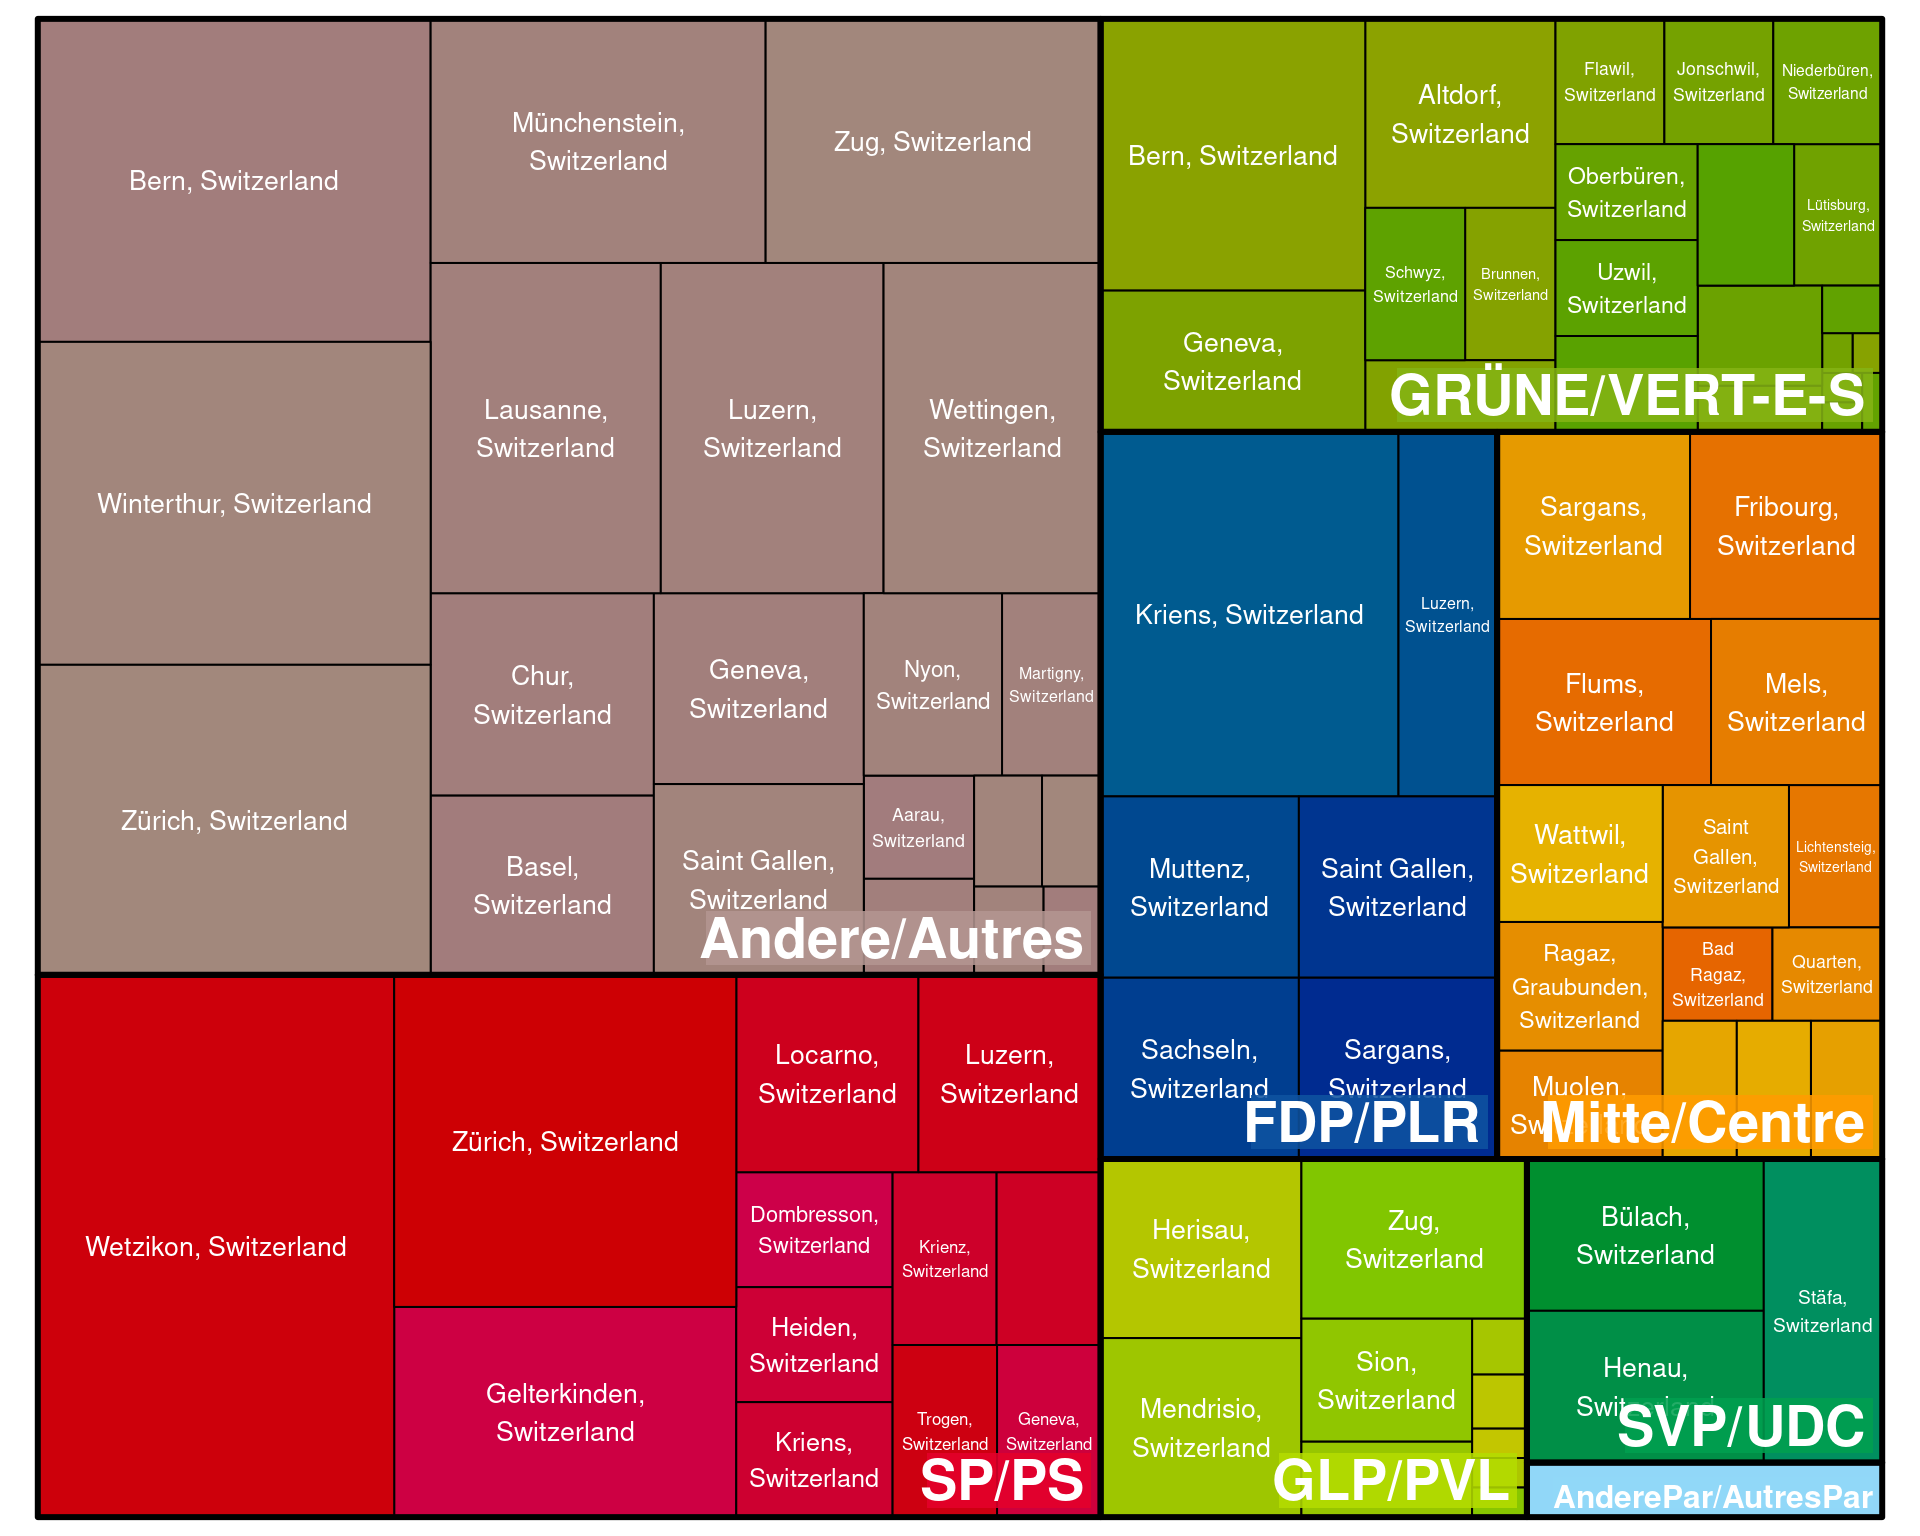 Bern, Switzerland
Münchenstein,
Switzerland
Zug, Switzerland
Winterthur, Switzerland
Lausanne,
Switzerland
Luzern,
Switzerland
Wettingen,
Switzerland
Zürich, Switzerland
Chur,
Switzerland
Geneva,
Switzerland
Nyon,
Switzerland
Martigny,
Switzerland
Basel,
Switzerland
Saint Gallen,
Switzerland
Aarau,
Switzerland
Andere/Autres
Bern, Switzerland
Altdorf,
Switzerland
Flawil,
Switzerland
Jonschwil,
Switzerland
Niederbüren,
Switzerland
Oberbüren,
Switzerland
Lütisburg,
Switzerland
Geneva,
Switzerland
Schwyz,
Switzerland
Brunnen,
Switzerland
Uzwil,
Switzerland
GRÜNE/VERT-E-S
Kriens, Switzerland
Luzern,
Switzerland
Muttenz,
Switzerland
Saint Gallen,
Switzerland
Sachseln,
Switzerland
Sargans,
Switzerland
FDP/PLR
Sargans,
Switzerland
Fribourg,
Switzerland
Flums,
Switzerland
Mels,
Switzerland
Wattwil,
Switzerland
Saint
Gallen,
Switzerland
Lichtensteig,
Switzerland
Ragaz,
Graubunden,
Switzerland
Bad
Ragaz,
Switzerland
Quarten,
Switzerland
Muolen,
Switzerland
Mitte/Centre
Wetzikon, Switzerland
Zürich, Switzerland
Locarno,
Switzerland
Luzern,
Switzerland
Gelterkinden,
Switzerland
Dombresson,
Switzerland
Krienz,
Switzerland
Heiden,
Switzerland
Kriens,
Switzerland
Trogen,
Switzerland
Geneva,
Switzerland
SP/PS
Herisau,
Switzerland
Zug,
Switzerland
Mendrisio,
Switzerland
Sion,
Switzerland
GLP/PVL
Bülach,
Switzerland
Stäfa,
Switzerland
Henau,
Switzerland
SVP/UDC
AnderePar/AutresPar